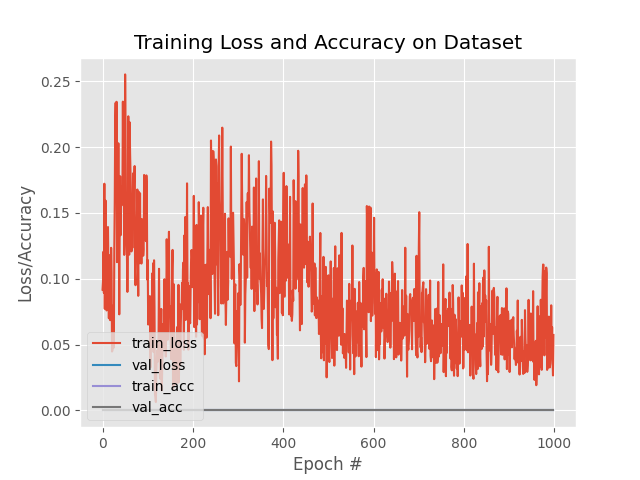 Training Loss and Accuracy on Dataset
Loss/Accuracy
0.25
0.20
0.15
0.10
0.05
0.00
train_loss
val_loss
train_acc
val_acc
0 200 400 600 800 1000
Epoch #